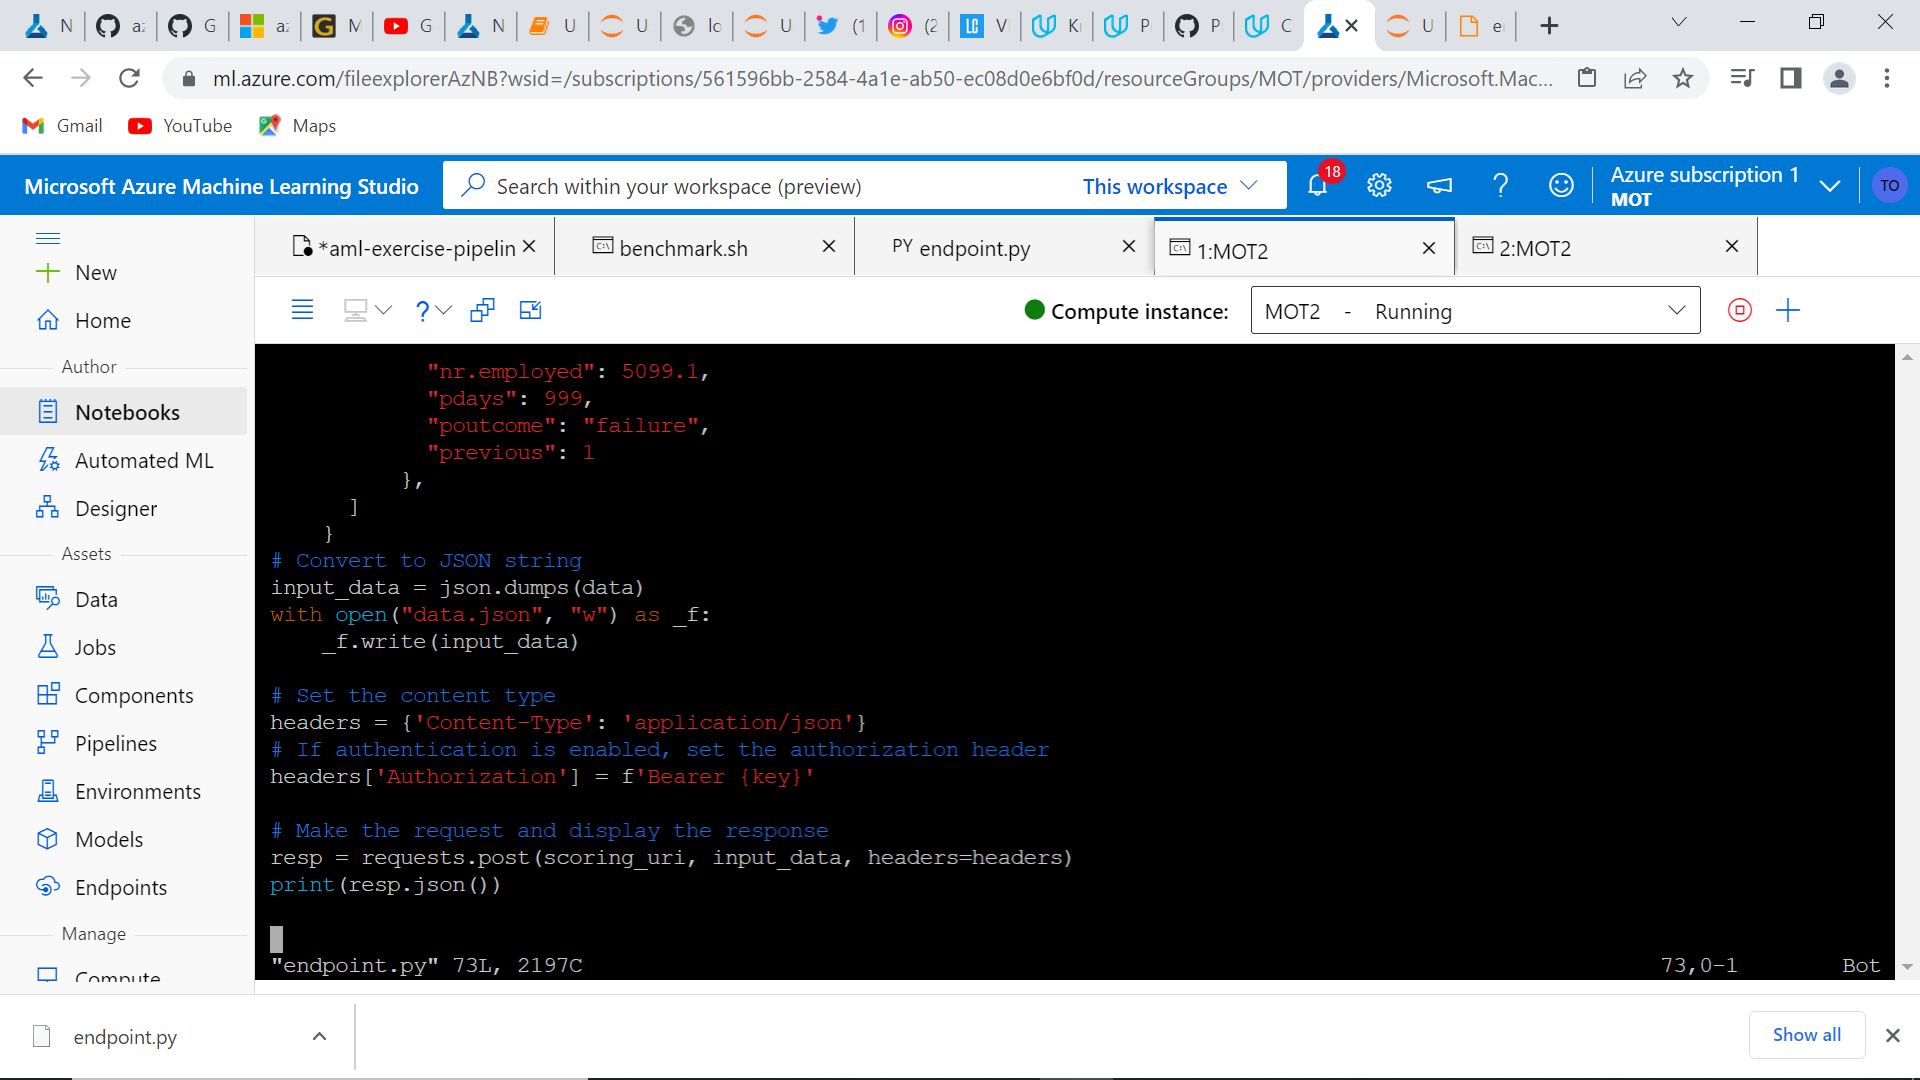 N
az
G
az
M
G
N
U
U
lo
U
(1
(2
V
K
P
P
C
U
e
ml.azure.com/fileexplorerAzNB?wsid=/subscriptions/561596bb-2584-4a1e-ab50-ec08d0e6bf0d/resourceGroups/MOT/providers/Microsoft.Mac...
Gmail
YouTube
Maps
Microsoft Azure Machine Learning Studio
Search within your workspace (preview)
This workspace
18
Azure subscription 1
MOT
TO
New
Home
Author
Notebooks
Automated ML
Designer
Assets
Data
Jobs
Components
Pipelines
Environments
Models
Endpoints
Manage
Compute
*aml-exercise-pipelin
benchmark.sh
PY endpoint.py
1:MOT2
2:MOT2
Compute instance:
MOT2 - Running
"nr.employed": 5099.1,
"pdays": 999,
"poutcome": "failure",
"previous": 1
},
]
}
# Convert to JSON string
input_data = json.dumps(data)
with open("data.json", "w") as _f:
_f.write(input_data)
# Set the content type
headers = {'Content-Type': 'application/json'}
# If authentication is enabled, set the authorization header
headers['Authorization'] = f'Bearer {key}'
# Make the request and display the response
resp = requests.post(scoring_uri, input_data, headers=headers)
print(resp.json())
"endpoint.py" 73L, 2197C
73,0-1
Bot
endpoint.py
Show all